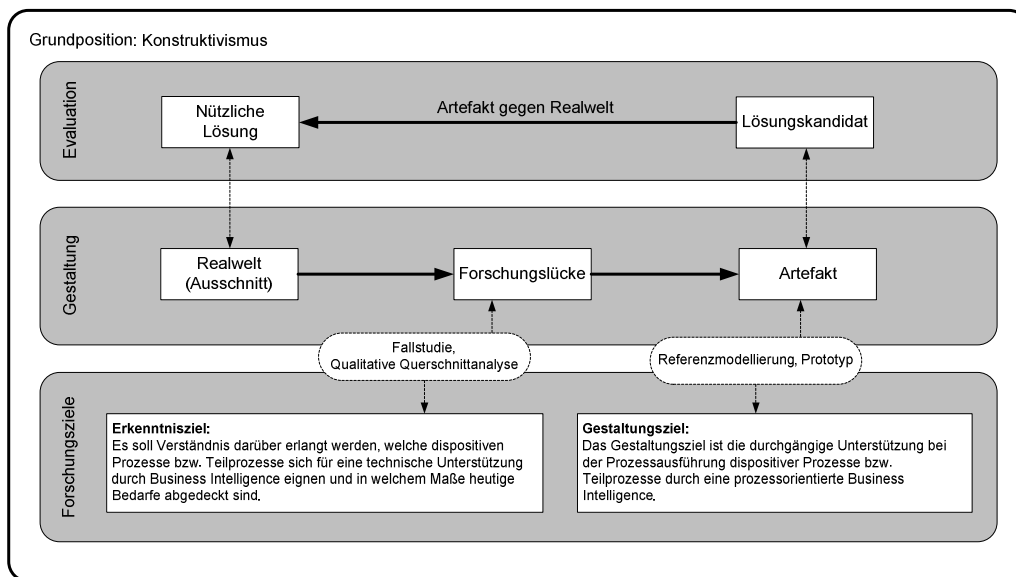 Grundposition: Konstruktivismus
Evaluation
Nützliche
Lösung
Artefakt gegen Realwelt
Lösungskandidat
Gestaltung
Realwelt
(Ausschnitt)
Forschungslücke
Artefakt
Fallstudie,
Qualitative Querschnittanalyse
Referenzmodellierung, Prototyp
Forschungsziele
Erkenntnisziel:
Es soll Verständnis darüber erlangt werden, welche dispositiven
Prozesse bzw. Teilprozesse sich für eine technische Unterstützung
durch Business Intelligence eignen und in welchem Maße heutige
Bedarfe abgedeckt sind.
Gestaltungsziel:
Das Gestaltungsziel ist die durchgängige Unterstützung bei
der Prozessausführung dispositiver Prozesse bzw.
Teilprozesse durch eine prozessorientierte Business
Intelligence.